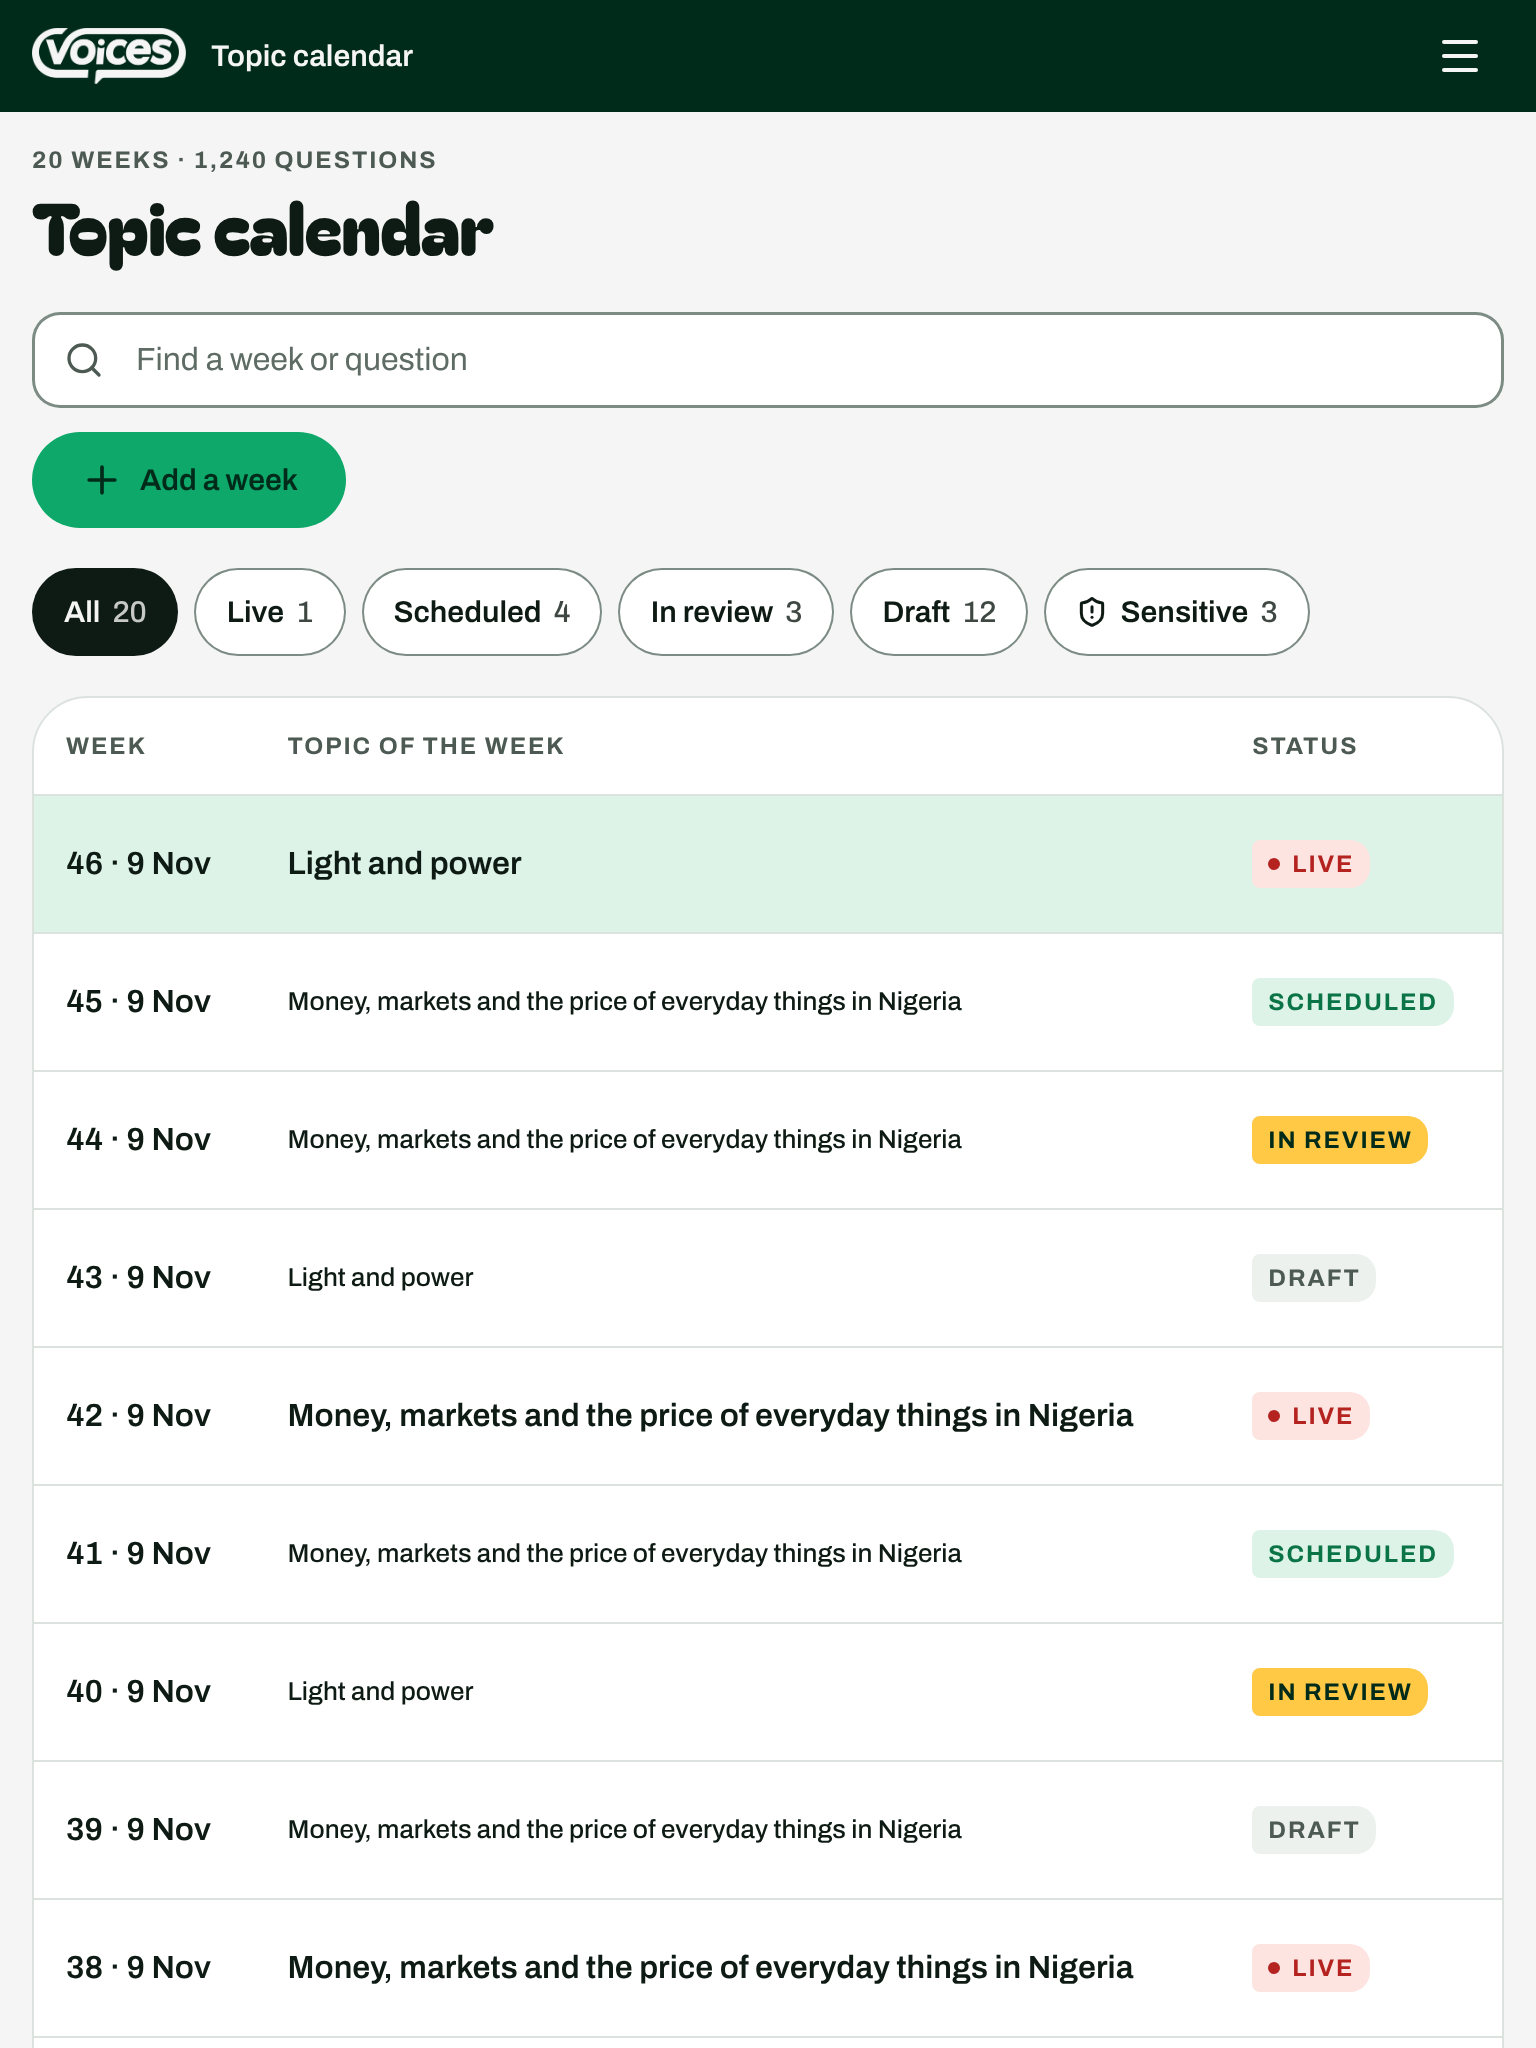 voices Topic calendar
20 WEEKS · 1,240 QUESTIONS
Topic calendar
Find a week or question
Add a week
All 20 Live 1 Scheduled 4 In review 3 Draft 12 Sensitive 3
WEEK TOPIC OF THE WEEK STATUS
46 · 9 Nov Light and power LIVE
45 · 9 Nov Money, markets and the price of everyday things in Nigeria SCHEDULED
44 · 9 Nov Money, markets and the price of everyday things in Nigeria IN REVIEW
43 · 9 Nov Light and power DRAFT
42 · 9 Nov Money, markets and the price of everyday things in Nigeria LIVE
41 · 9 Nov Money, markets and the price of everyday things in Nigeria SCHEDULED
40 · 9 Nov Light and power IN REVIEW
39 · 9 Nov Money, markets and the price of everyday things in Nigeria DRAFT
38 · 9 Nov Money, markets and the price of everyday things in Nigeria LIVE